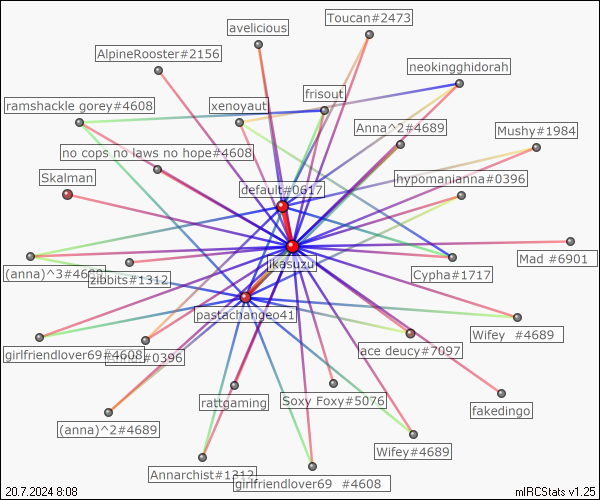 Toucan#2473
avelicious
AlpineRooster#2156
neokingghidorah
frisout
ramshackle gorey#4608
xenoyaut
Anna^2#4689
Mushy#1984
no cops no laws no hope#4608
Skalman
default#0617
hypomanianna#0396
ikasuzu
Mad #6901
(anna)^3#4689
zibbits#1312
Cypha#1717
pastachangeo41
Wifey #4689
girlfriendlover69#4608
#0396
ace deucy#7097
rattgaming
Soxy Foxy#5076
fakedingo
(anna)^2#4689
Wifey#4689
Annarchist#1312
girlfriendlover69 #4608
20.7.2024 8:08
mIRCStats v1.25